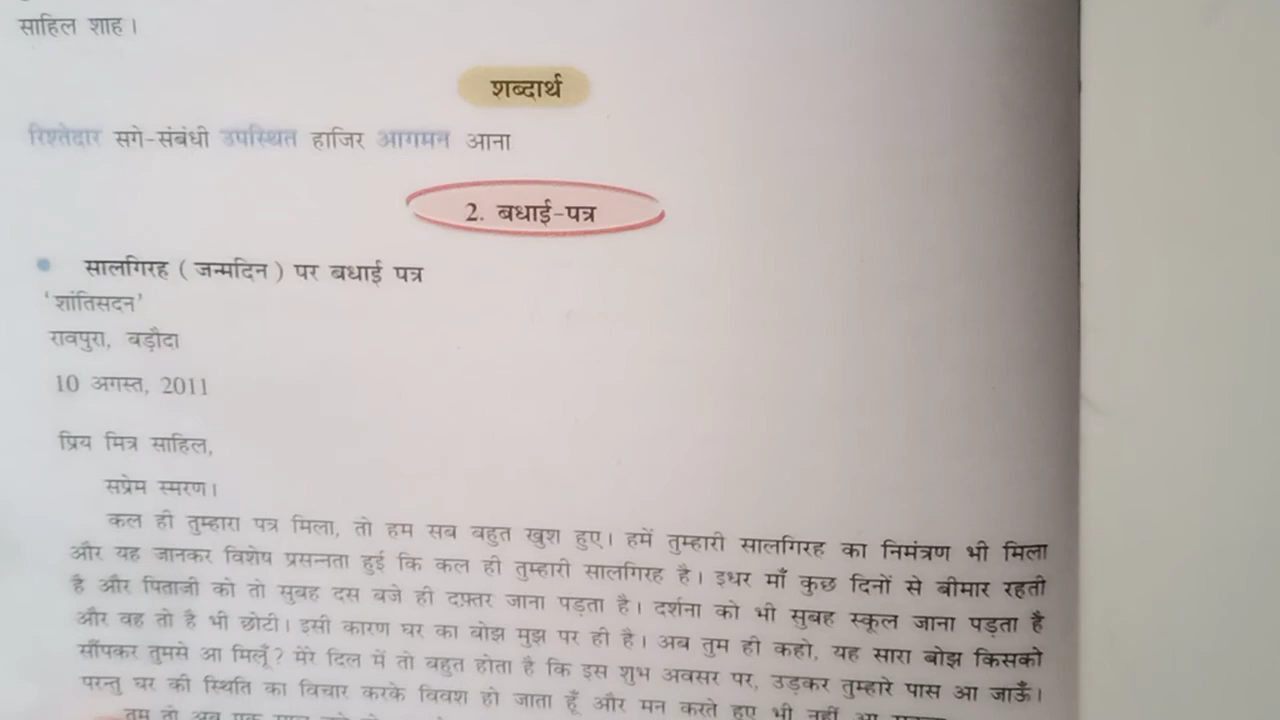 साहिल शाह।
शब्दार्थ
रिश्तेदार सगे-संबंधी उपस्थित हाजिर आगमन आना
2. बधाई-पत्र
सालगिरह ( जन्मदिन ) पर बधाई पत्र
'शांतिसदन'
रावपुरा, बड़ौदा
10 अगस्त, 2011
प्रिय मित्र साहिल,
सप्रेम स्मरण।
कल ही तुम्हारा पत्र मिला, तो हम सब बहुत खुश हुए। हमें तुम्हारी सालगिरह का निमंत्रण भी मिला
और यह जानकर विशेष प्रसन्नता हुई कि कल ही तुम्हारी सालगिरह है। इधर माँ कुछ दिनों से बीमार रहती
है और पिताजी को तो सुबह दस बजे ही दफ़्तर जाना पड़ता है। दर्शना को भी सुबह स्कूल जाना पड़ता है
और वह तो है भी छोटी। इसी कारण घर का बोझ मुझ पर ही है। अब तुम ही कहो, यह सारा बोझ किसको
सौंपकर तुमसे आ मिलूँ? मेरे दिल में तो बहुत होता है कि इस शुभ अवसर पर, उड़कर तुम्हारे पास आ जाऊँ।
परन्तु घर की स्थिति का विचार करके विवश हो जाता हूँ और मन करते हुए भी नहीं आ
तुम तो अब एक